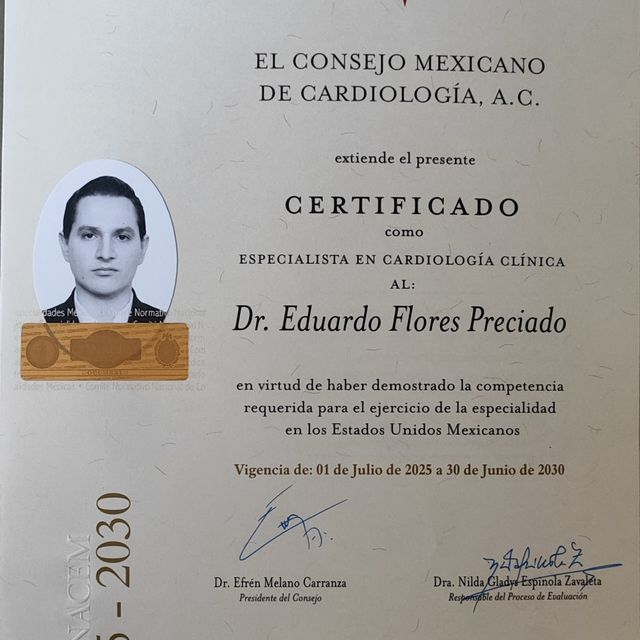 EL CONSEJO MEXICANO
DE CARDIOLOGÍA, A.C.
extiende el presente
CERTIFICADO
como
ESPECIALISTA EN CARDIOLOGÍA CLÍNICA
AL:
Dr. Eduardo Flores Preciado
en virtud de haber demostrado la competencia
requerida para el ejercicio de la especialidad
en los Estados Unidos Mexicanos
Vigencia de: 01 de Julio de 2025 a 30 de Junio de 2030
Dr. Efrén Melano Carranza
Presidente del Consejo
Dra. Nilda Gladys Espinola Zavaleta
Responsable del Proceso de Evaluación
- 2030